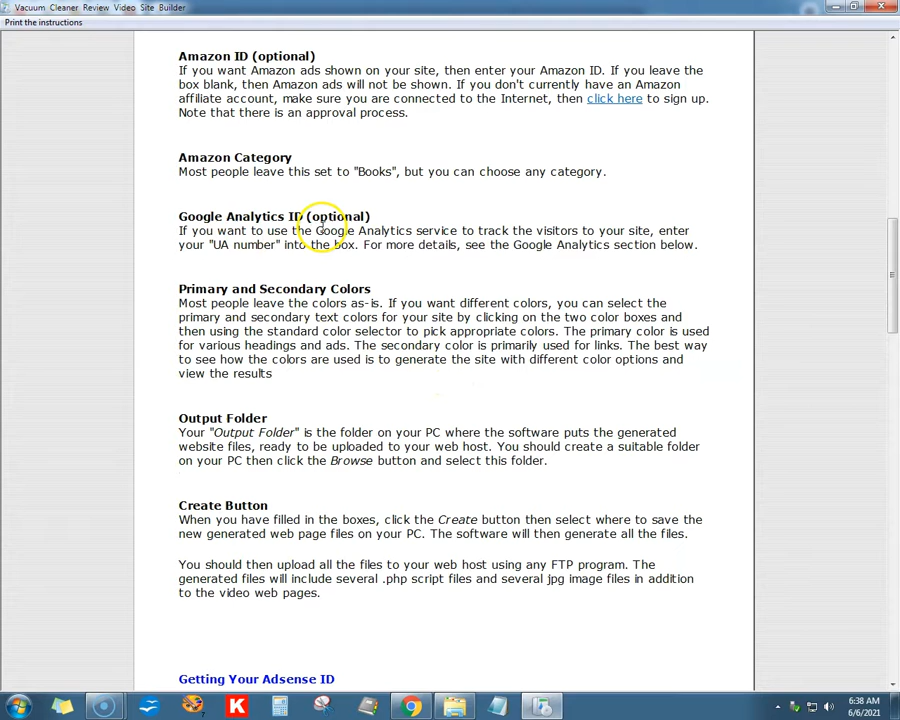 Vacuum Cleaner Review Video Site Builder
Print the instructions
Amazon ID (optional)
If you want Amazon ads shown on your site, then enter your Amazon ID. If you leave the
box blank, then Amazon ads will not be shown. If you don't currently have an Amazon
affiliate account, make sure you are connected to the Internet, then click here to sign up.
Note that there is an approval process.
Amazon Category
Most people leave this set to "Books", but you can choose any category.
Google Analytics ID (optional)
If you want to use the Google Analytics service to track the visitors to your site, enter
your "UA number" into the box. For more details, see the Google Analytics section below.
Primary and Secondary Colors
Most people leave the colors as-is. If you want different colors, you can select the
primary and secondary text colors for your site by clicking on the two color boxes and
then using the standard color selector to pick appropriate colors. The primary color is used
for various headings and ads. The secondary color is primarily used for links. The best way
to see how the colors are used is to generate the site with different color options and
view the results
Output Folder
Your "Output Folder" is the folder on your PC where the software puts the generated
website files, ready to be uploaded to your web host. You should create a suitable folder
on your PC then click the Browse button and select this folder.
Create Button
When you have filled in the boxes, click the Create button then select where to save the
new generated web page files on your PC. The software will then generate all the files.
You should then upload all the files to your web host using any FTP program. The
generated files will include several .php script files and several jpg image files in addition
to the video web pages.
Getting Your Adsense ID
K
6:38 AM
6/6/2021